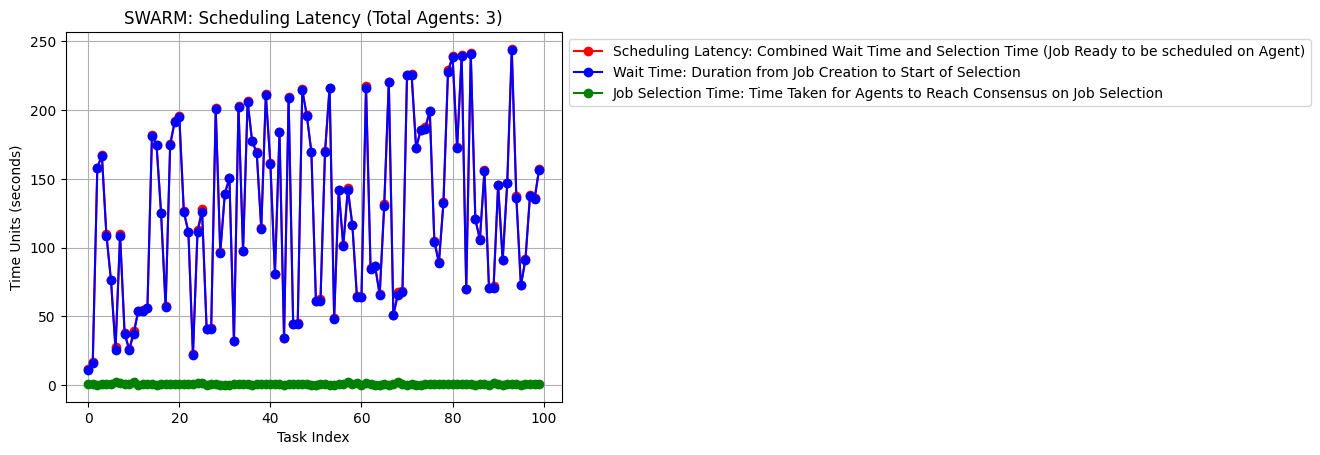 SWARM: Scheduling Latency (Total Agents: 3)
Scheduling Latency: Combined Wait Time and Selection Time (Job Ready to be scheduled on Agent)
Wait Time: Duration from Job Creation to Start of Selection
Job Selection Time: Time Taken for Agents to Reach Consensus on Job Selection
Time Units (seconds)
250
200
150
100
50
0
0 20 40 60 80 100
Task Index